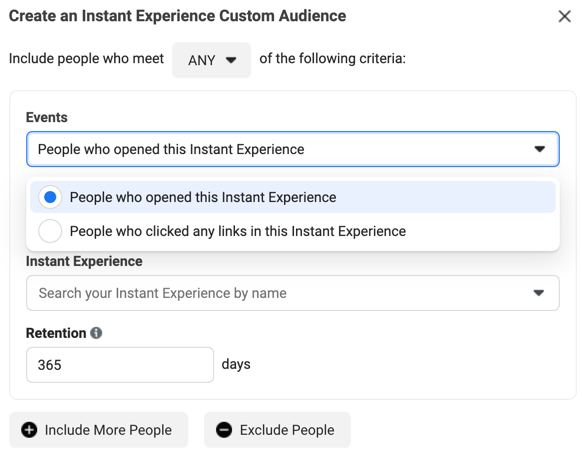 Create an Instant Experience Custom Audience
Include people who meet ANY of the following criteria:
Events
People who opened this Instant Experience
People who opened this Instant Experience
People who clicked any links in this Instant Experience
Instant Experience
Search your Instant Experience by name
Retention
365 days
Include More People Exclude People